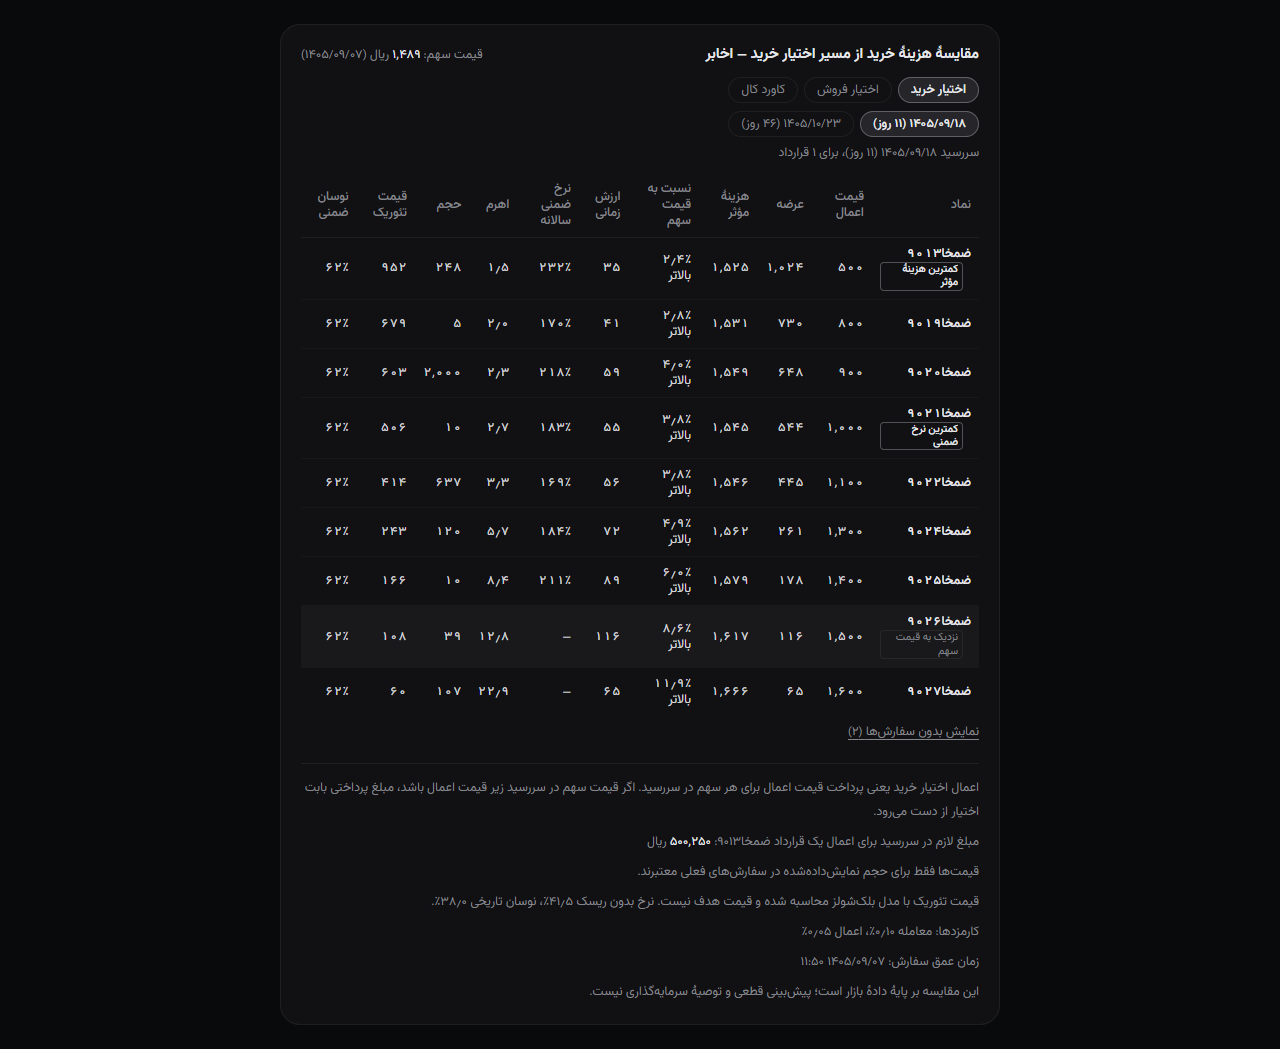 مقایسهٔ هزینهٔ خرید از مسیر اختیار خرید – اخابر
قیمت سهم: ۱,۴۸۹ ریال (۱۴۰۵/۰۹/۰۷)
اختیار خرید اختیار فروش کاورد کال
۱۴۰۵/۰۹/۱۸ (۱۱ روز) ۱۴۰۵/۱۰/۲۳ (۴۶ روز)
سررسید ۱۴۰۵/۰۹/۱۸ (۱۱ روز)، برای ۱ قرارداد
نماد قیمت اعمال عرضه هزینهٔ مؤثر نسبت به قیمت سهم ارزش زمانی نرخ ضمنی سالانه اهرم حجم قیمت تئوریک نوسان ضمنی
ضمخا۹۰۱۳ کمترین هزینهٔ مؤثر ۵۰۰ ۱,۰۲۴ ۱,۵۲۵ ۲٫۴٪ بالاتر ۳۵ ۲۳۲٪ ۱٫۵ ۲۴۸ ۹۵۲ ۶۲٪
ضمخا۹۰۱۹ ۸۰۰ ۷۳۰ ۱,۵۳۱ ۲٫۸٪ بالاتر ۴۱ ۱۷۰٪ ۲٫۰ ۵ ۶۷۹ ۶۲٪
ضمخا۹۰۲۰ ۹۰۰ ۶۴۸ ۱,۵۴۹ ۴٫۰٪ بالاتر ۵۹ ۲۱۸٪ ۲٫۳ ۲,۰۰۰ ۶۰۳ ۶۲٪
ضمخا۹۰۲۱ کمترین نرخ ضمنی ۱,۰۰۰ ۵۴۴ ۱,۵۴۵ ۳٫۸٪ بالاتر ۵۵ ۱۸۳٪ ۲٫۷ ۱۰ ۵۰۶ ۶۲٪
ضمخا۹۰۲۲ ۱,۱۰۰ ۴۴۵ ۱,۵۴۶ ۳٫۸٪ بالاتر ۵۶ ۱۶۹٪ ۳٫۳ ۶۳۷ ۴۱۴ ۶۲٪
ضمخا۹۰۲۴ ۱,۳۰۰ ۲۶۱ ۱,۵۶۲ ۴٫۹٪ بالاتر ۷۲ ۱۸۴٪ ۵٫۷ ۱۲۰ ۲۴۳ ۶۲٪
ضمخا۹۰۲۵ ۱,۴۰۰ ۱۷۸ ۱,۵۷۹ ۶٫۰٪ بالاتر ۸۹ ۲۱۱٪ ۸٫۴ ۱۰ ۱۶۶ ۶۲٪
ضمخا۹۰۲۶ نزدیک به قیمت سهم ۱,۵۰۰ ۱۱۶ ۱,۶۱۷ ۸٫۶٪ بالاتر ۱۱۶ – ۱۲٫۸ ۳۹ ۱۰۸ ۶۲٪
ضمخا۹۰۲۷ ۱,۶۰۰ ۶۵ ۱,۶۶۶ ۱۱٫۹٪ بالاتر ۶۵ – ۲۲٫۹ ۱۰۷ ۶۰ ۶۲٪
نمایش بدون سفارش‌ها (۲)
اعمال اختیار خرید یعنی پرداخت قیمت اعمال برای هر سهم در سررسید. اگر قیمت سهم در سررسید زیر قیمت اعمال باشد، مبلغ پرداختی بابت
اختیار از دست می‌رود.
مبلغ لازم در سررسید برای اعمال یک قرارداد ضمخا۹۰۱۳: ۵۰۰,۲۵۰ ریال
قیمت‌ها فقط برای حجم نمایش‌داده‌شده در سفارش‌های فعلی معتبرند.
قیمت تئوریک با مدل بلک‌شولز محاسبه شده و قیمت هدف نیست. نرخ بدون ریسک ۴۱٫۵٪، نوسان تاریخی ۳۸٫۰٪.
کارمزدها: معامله ۰٫۱۰٪، اعمال ۰٫۰۵٪
زمان عمق سفارش: ۱۴۰۵/۰۹/۰۷ ۱۱:۵۰
این مقایسه بر پایهٔ دادهٔ بازار است؛ پیش‌بینی قطعی و توصیهٔ سرمایه‌گذاری نیست.